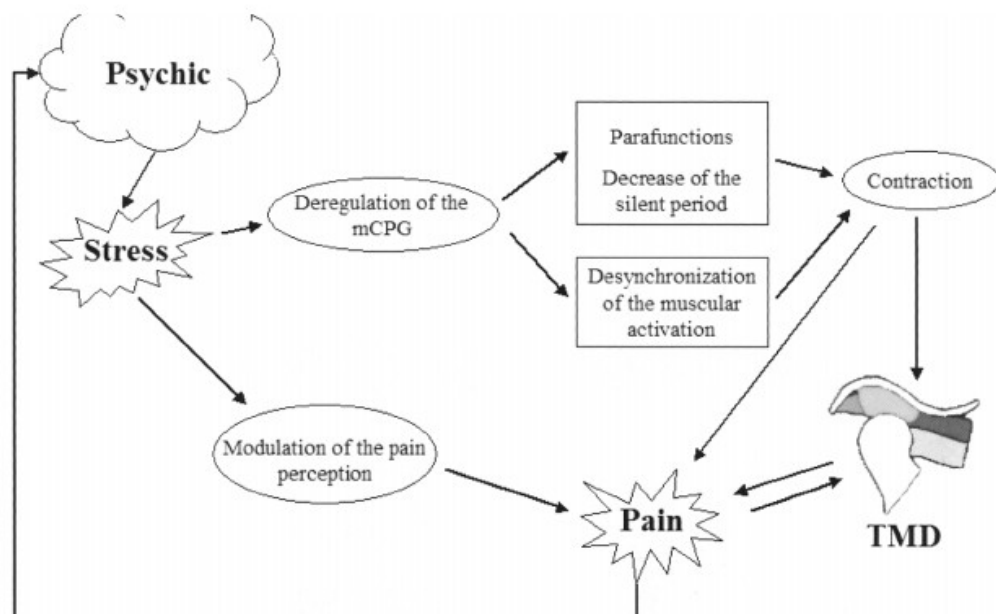 Psychic
Stress
Deregulation of the
mCPG
Parafunctions
Decrease of the
silent period
Desynchronization
of the muscular
activation
Contraction
Modulation of the pain
perception
Pain
TMD